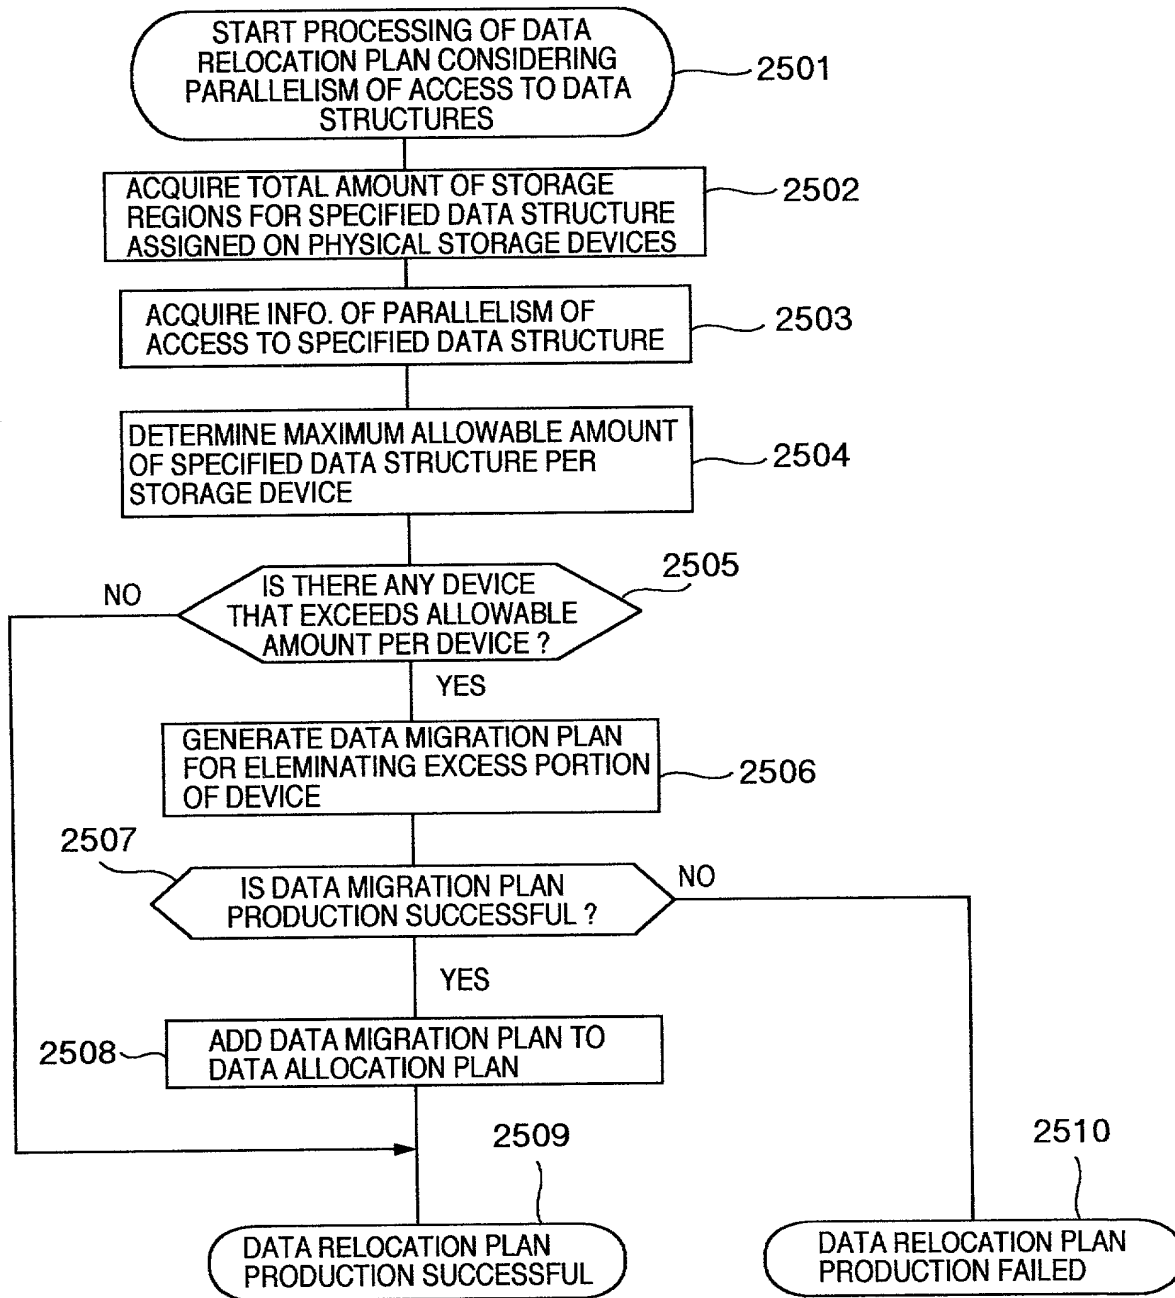 START PROCESSING OF DATA
RELOCATION PLAN CONSIDERING
PARALLELISM OF ACCESS TO DATA
STRUCTURES
2501
ACQUIRE TOTAL AMOUNT OF STORAGE
REGIONS FOR SPECIFIED DATA STRUCTURE
ASSIGNED ON PHYSICAL STORAGE DEVICES
2502
ACQUIRE INFO. OF PARALLELISM OF
ACCESS TO SPECIFIED DATA STRUCTURE
2503
DETERMINE MAXIMUM ALLOWABLE AMOUNT
OF SPECIFIED DATA STRUCTURE PER
STORAGE DEVICE
2504
2505
NO
IS THERE ANY DEVICE
THAT EXCEEDS ALLOWABLE
AMOUNT PER DEVICE ?
YES
GENERATE DATA MIGRATION PLAN
FOR ELEMINATING EXCESS PORTION
OF DEVICE
2506
2507
IS DATA MIGRATION PLAN
PRODUCTION SUCCESSFUL ?
NO
YES
2508
ADD DATA MIGRATION PLAN TO
DATA ALLOCATION PLAN
2509
2510
DATA RELOCATION PLAN
PRODUCTION SUCCESSFUL
DATA RELOCATION PLAN
PRODUCTION FAILED